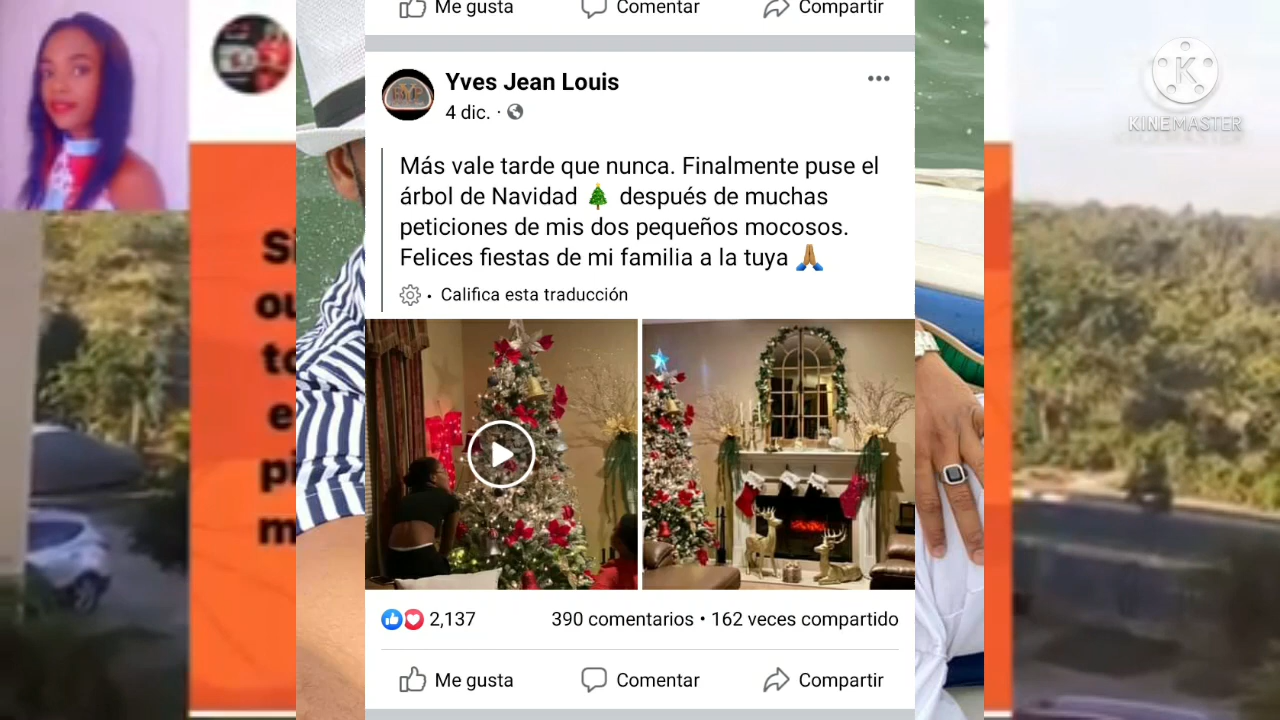 Me gusta Comentar Compartir
Yves Jean Louis
4 dic. ·
Más vale tarde que nunca. Finalmente puse el
árbol de Navidad 🎄 después de muchas
peticiones de mis dos pequeños mocosos.
Felices fiestas de mi familia a la tuya 🙏🏾
· Califica esta traducción
2,137 390 comentarios • 162 veces compartido
Me gusta Comentar Compartir
K
KINEMASTER